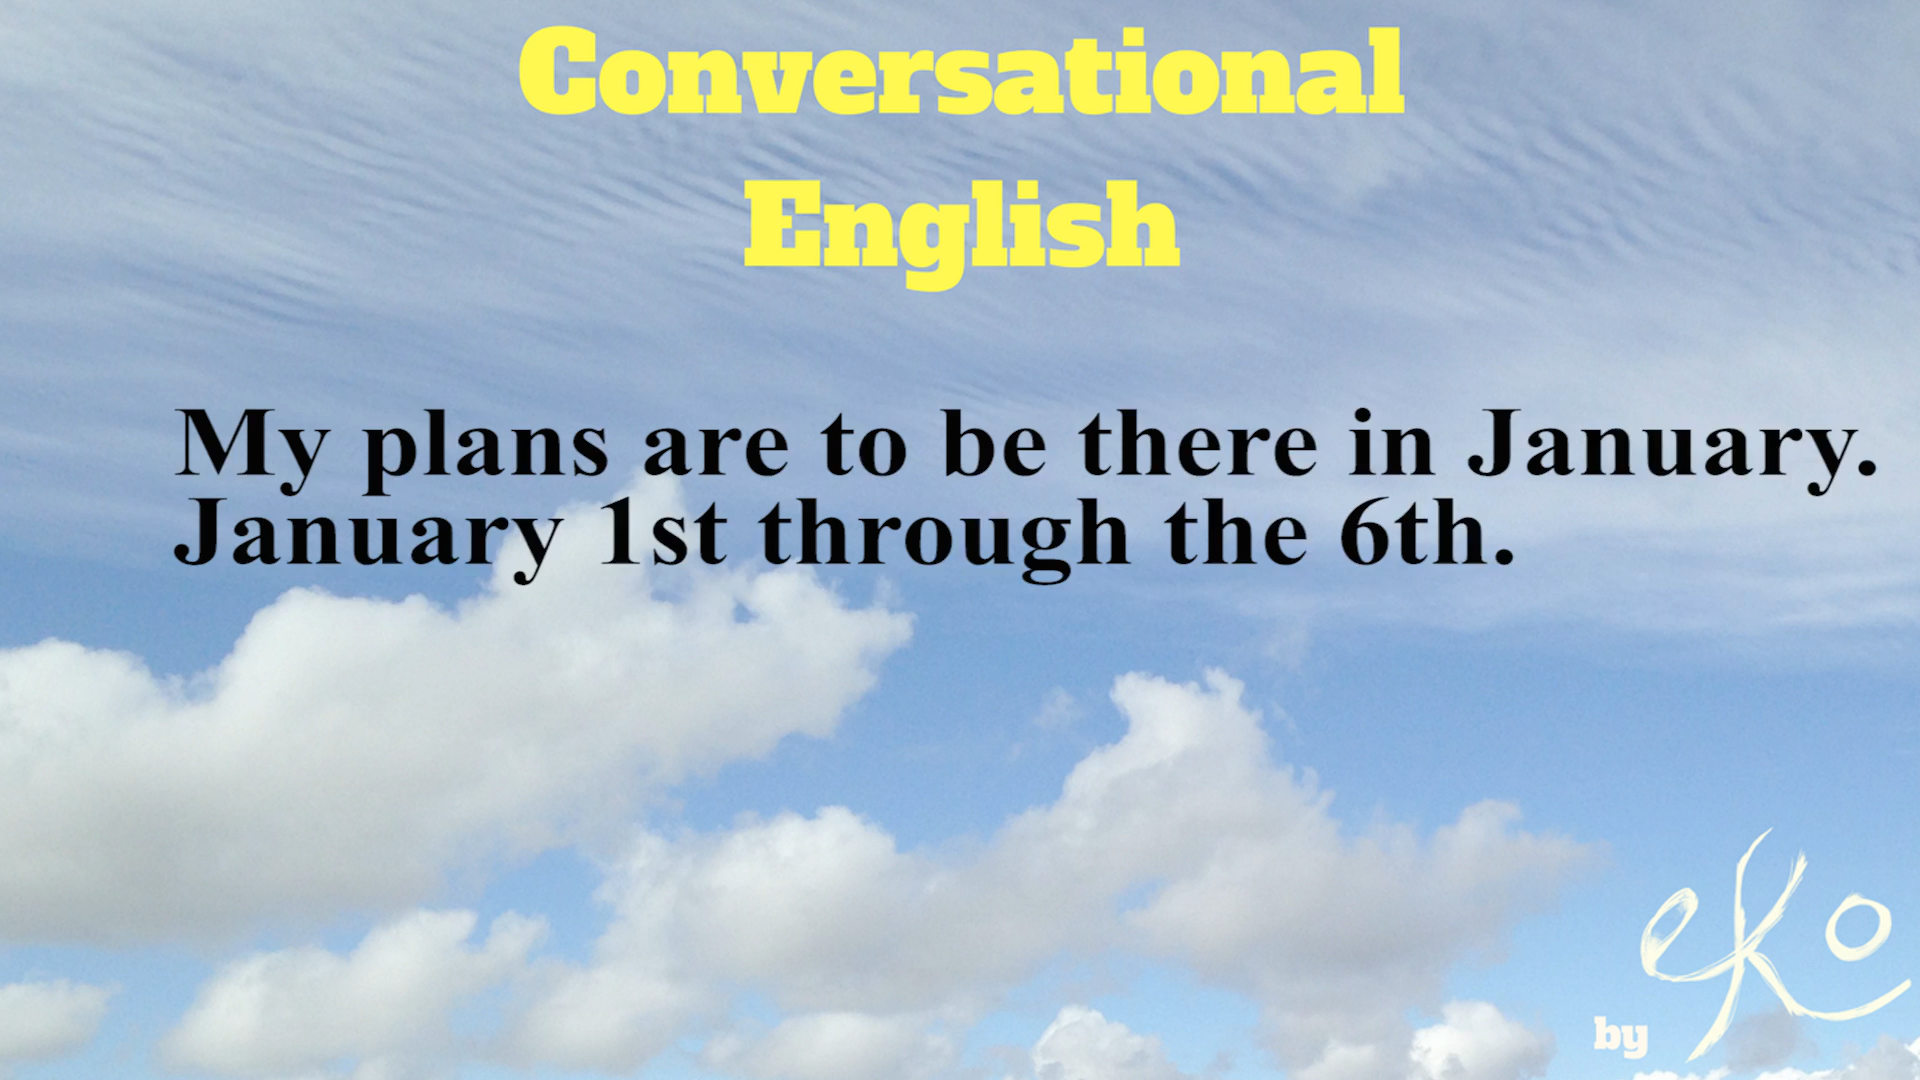 Conversational
English
My plans are to be there in January.
January 1st through the 6th.
by eKo